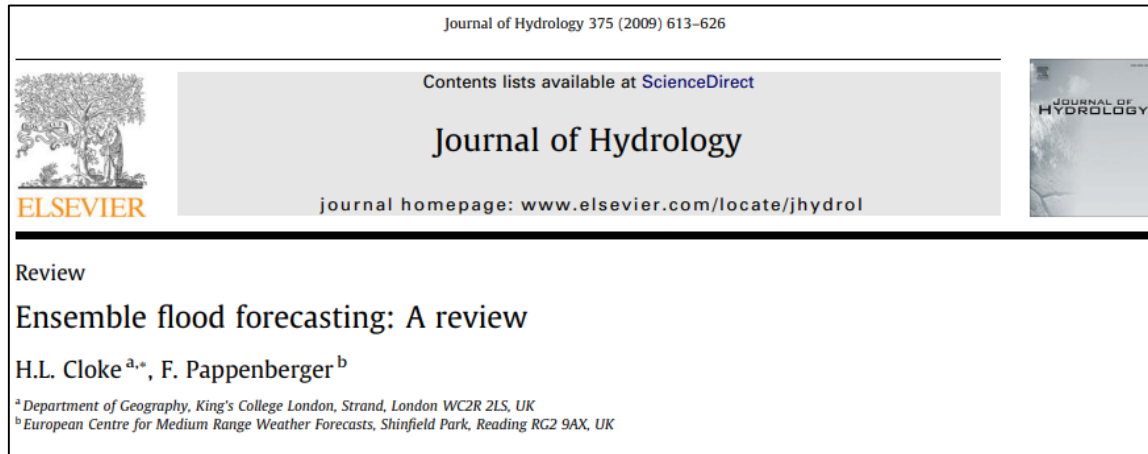 Journal of Hydrology 375 (2009) 613–626
Contents lists available at ScienceDirect
Journal of Hydrology
journal homepage: www.elsevier.com/locate/jhydrol
ELSEVIER
JOURNAL OF
HYDROLOGY
Review
Ensemble flood forecasting: A review
H.L. Cloke a,*, F. Pappenberger b
a Department of Geography, King's College London, Strand, London WC2R 2LS, UK
b European Centre for Medium Range Weather Forecasts, Shinfield Park, Reading RG2 9AX, UK